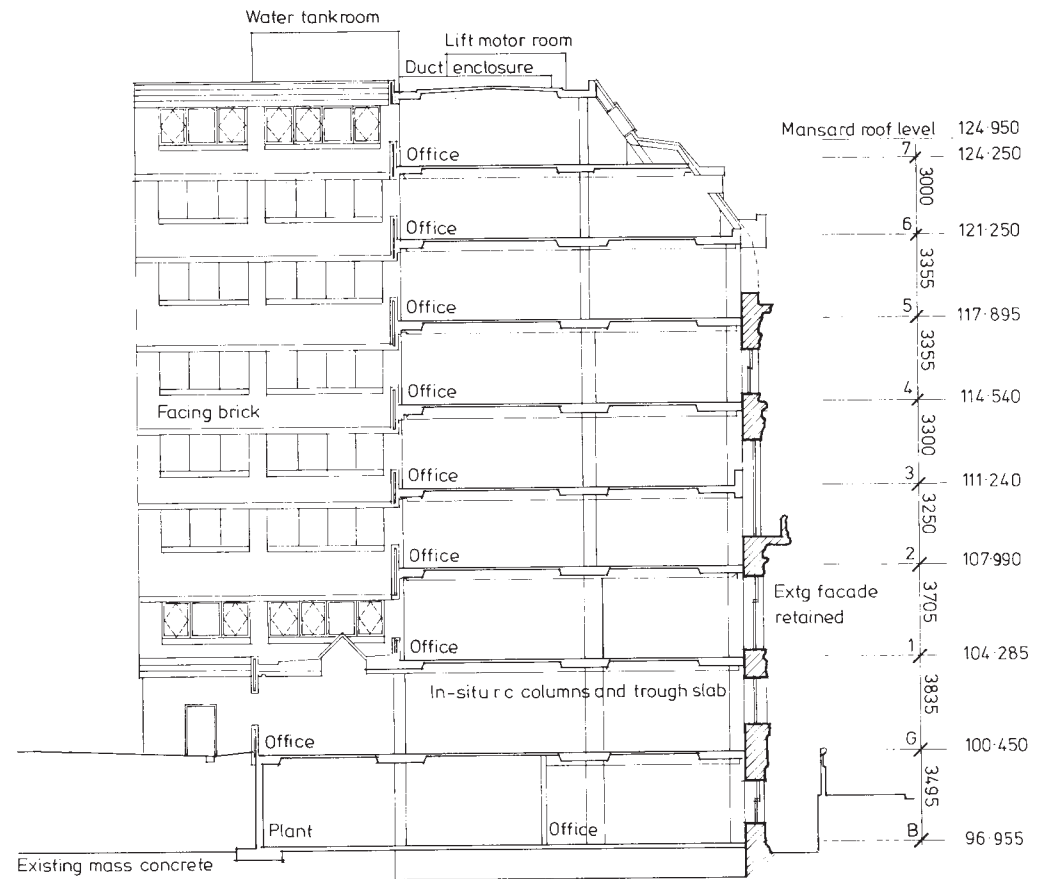 Water tankroom
Lift motor room
Duct enclosure
Mansard roof level 124·950
7 124·250
Office
3000
Office
6 121·250
3355
Office
5 117·895
3355
Office
4 114·540
Facing brick
3300
Office
3 111·240
3250
Office
2 107·990
Extg facade
retained
3705
Office
1 104·285
In-situ r c columns and trough slab
3835
Office
G 100·450
3495
Plant
Office
B 96·955
Existing mass concrete